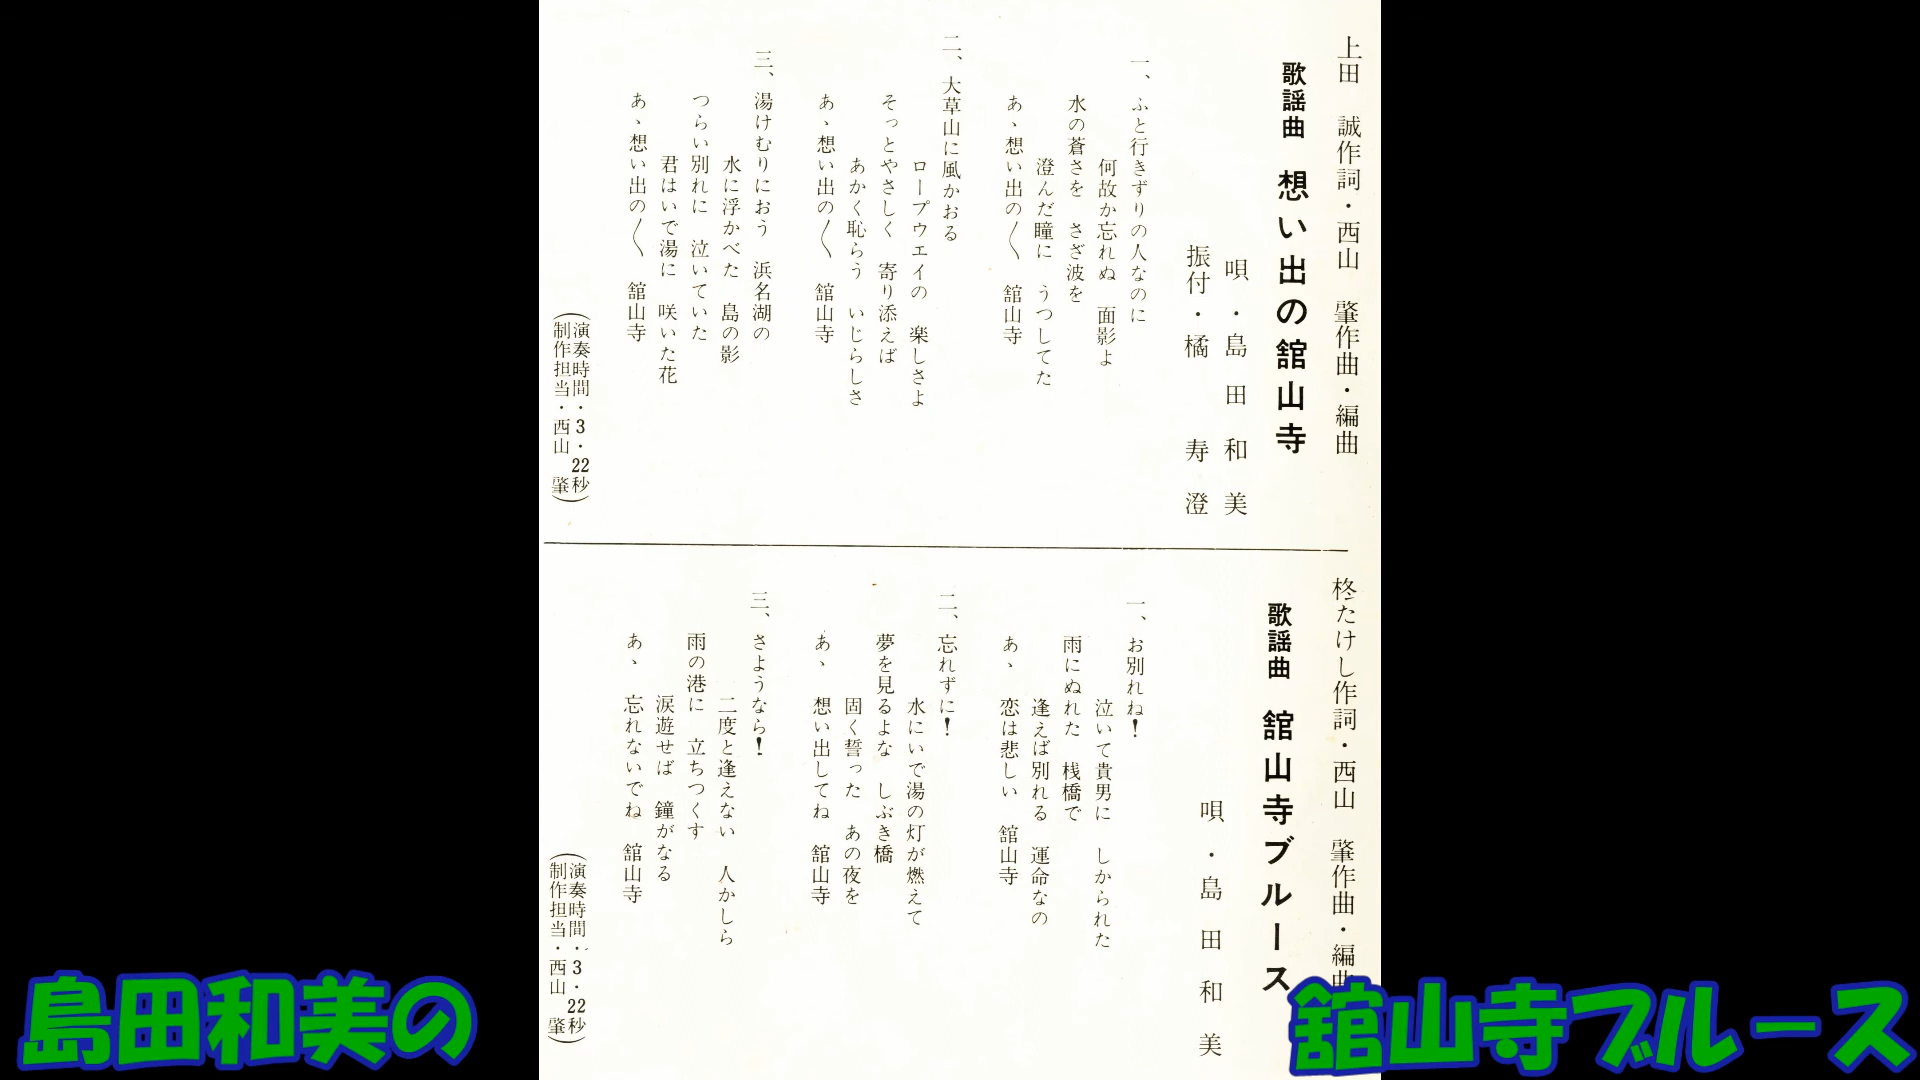 上田　誠作詞・西山　肇作曲・編曲
歌謡曲　想い出の舘山寺
唄・島田和美
振付・橘　寿澄
一、ふと行きずりの人なのに
何故か忘れぬ　面影よ
水の蒼さを　さざ波を
澄んだ瞳に　うつしてた
あゝ想い出の〳〵　舘山寺
二、大草山に風かおる
ロープウエイの　楽しさよ
そっとやさしく　寄り添えば
あかく恥らう　いじらしさ
あゝ想い出の〳〵　舘山寺
三、湯けむりにおう　浜名湖の
水に浮かべた　島の影
つらい別れに　泣いていた
君はいで湯に　咲いた花
あゝ想い出の〳〵　舘山寺
（演奏時間・3・22秒
制作担当・西山　肇）
柊たけし作詞・西山　肇作曲・編曲
歌謡曲　舘山寺ブルース
唄・島田和美
一、お別れね！
泣いて貴男に　しかられた
雨にぬれた　桟橋で
逢えば別れる　運命なの
あゝ　恋は悲しい　舘山寺
二、忘れずに！
水にいで湯の灯が燃えて
夢を見るよな　しぶき橋
固く誓った　あの夜を
あゝ　想い出してね　舘山寺
三、さようなら！
二度と逢えない　人かしら
雨の港に　立ちつくす
涙遊せば　鐘がなる
あゝ　忘れないでね　舘山寺
（演奏時間・3・22秒
制作担当・西山　肇）
島田和美の
舘山寺ブルース